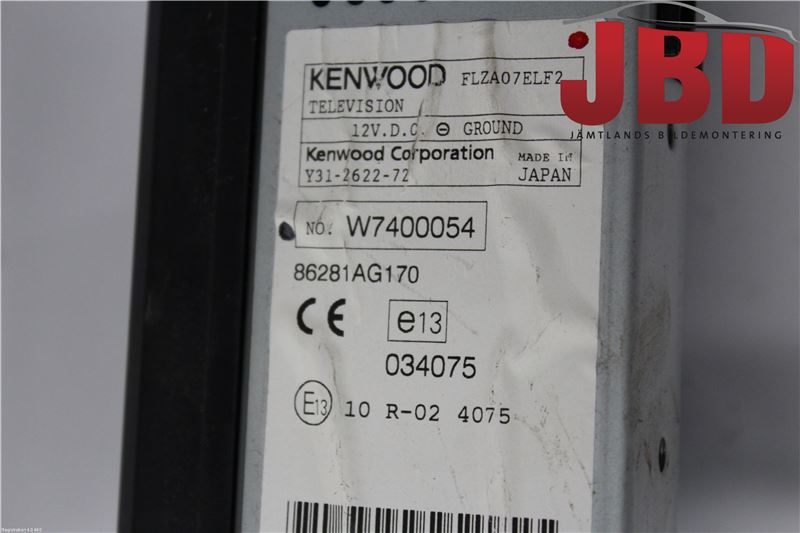 JBD
JÄMTLANDS BILDEMONTERING
KENWOOD FLZA07ELF2
TELEVISION
12V.D.C. ⊖ GROUND
Kenwood Corporation MADE IN
Y31-2622-72 JAPAN
NO. W7400054
86281AG170
CE e13
034075
E13 10 R-02 4075